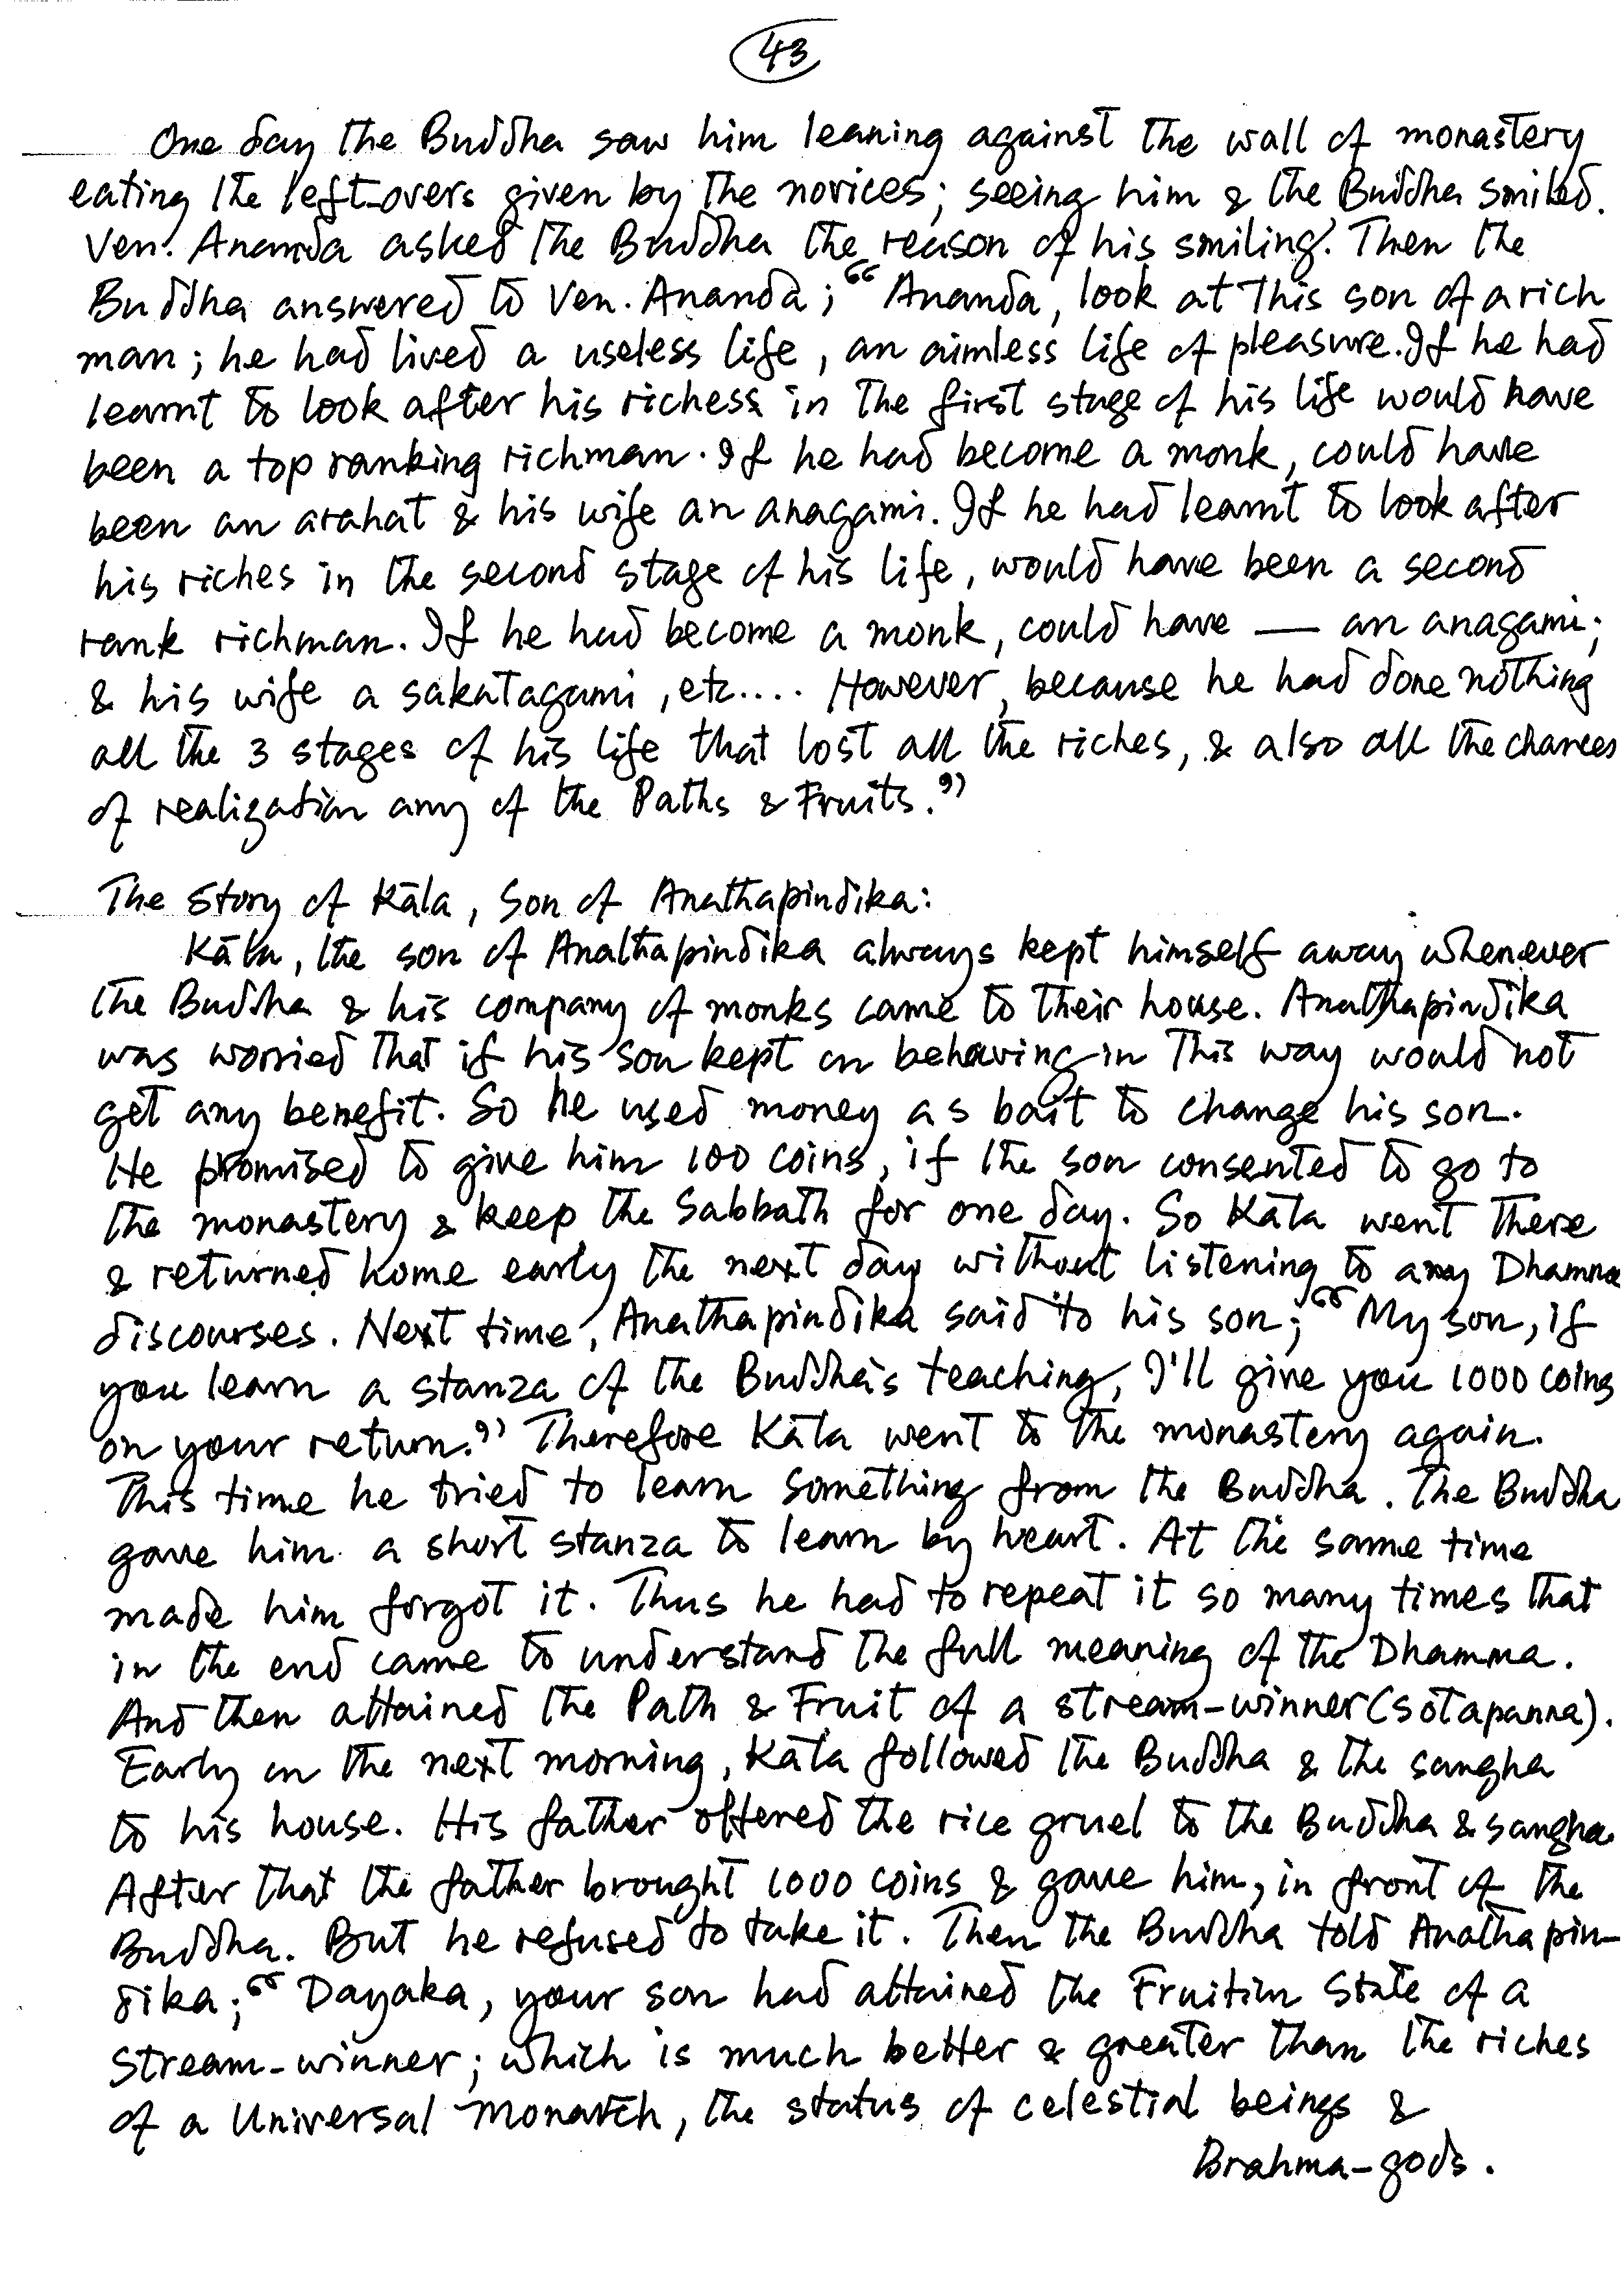 43
One day the Buddha saw him leaning against the wall of monastery
eating the left-overs given by the novices; seeing him & the Buddha smiled.
Ven. Ananda asked the Buddha the reason of his smiling. Then the
Buddha answered to Ven. Ananda; “Ananda, look at this son of a rich
man; he had lived a useless life, an aimless life of pleasure. If he had
learnt to look after his richess in the first stage of his life would have
been a top ranking richman. If he had become a monk, could have
been an arahat & his wife an anagami. If he had learnt to look after
his riches in the second stage of his life, would have been a second
rank richman. If he had become a monk, could have — an anagami;
& his wife a sakatagami, etc.... However, because he had done nothing
all the 3 stages of his life that lost all the riches, & also all the chances
of realization any of the Paths & Fruits.”
The Story of Kāla, Son of Anathapindika:
Kāla, the son of Anathapindika always kept himself away whenever
the Buddha & his company of monks came to their house. Anathapindika
was worried that if his son kept on behaving in this way would not
get any benefit. So he used money as bait to change his son.
He promised to give him 100 coins, if the son consented to go to
the monastery & keep the Sabbath for one day. So Kāla went there
& returned home early the next day without listening to any Dhamma
discourses. Next time, Anathapindika said to his son; “My son, if
you learn a stanza of the Buddha's teaching, I'll give you 1000 coins
on your return.” Therefore Kāla went to the monastery again.
This time he tried to learn something from the Buddha. The Buddha
gave him a short stanza to learn by heart. At the same time
made him forgot it. Thus he had to repeat it so many times that
in the end came to understand the full meaning of the Dhamma.
And then attained the Path & Fruit of a stream-winner (sotapanna).
Early on the next morning, Kāla followed the Buddha & the sangha
to his house. His father offered the rice gruel to the Buddha & sangha.
After that the father brought 1000 coins & gave him, in front of the
Buddha. But he refused to take it. Then the Buddha told Anathapin-
dika; “Dayaka, your son had attained the Fruition State of a
Stream-winner; which is much better & greater than the riches
of a Universal Monarch, the status of celestial beings &
Brahma-gods.